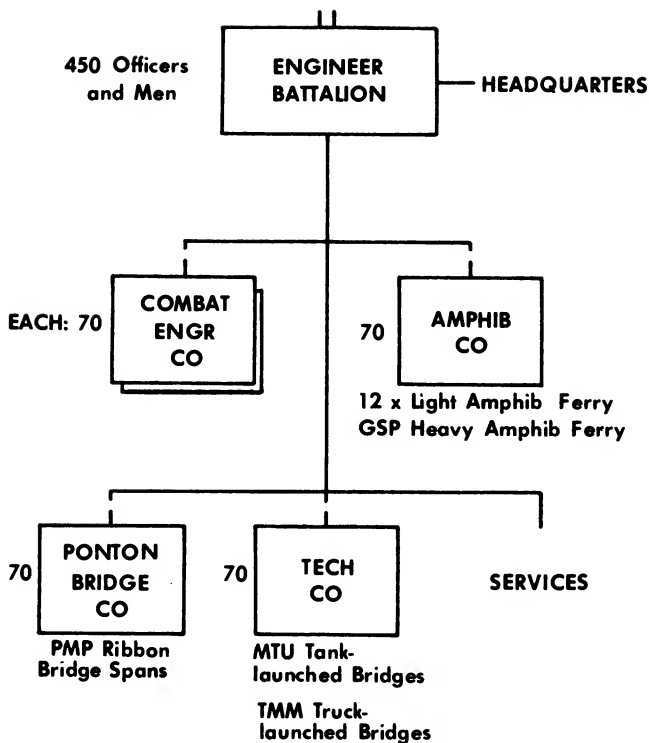 450 Officers
and Men
ENGINEER
BATTALION
HEADQUARTERS
EACH: 70
COMBAT
ENGR
CO
70
AMPHIB
CO
12 x Light Amphib Ferry
GSP Heavy Amphib Ferry
70
PONTON
BRIDGE
CO
PMP Ribbon
Bridge Spans
70
TECH
CO
MTU Tank-
launched Bridges
TMM Truck-
launched Bridges
SERVICES